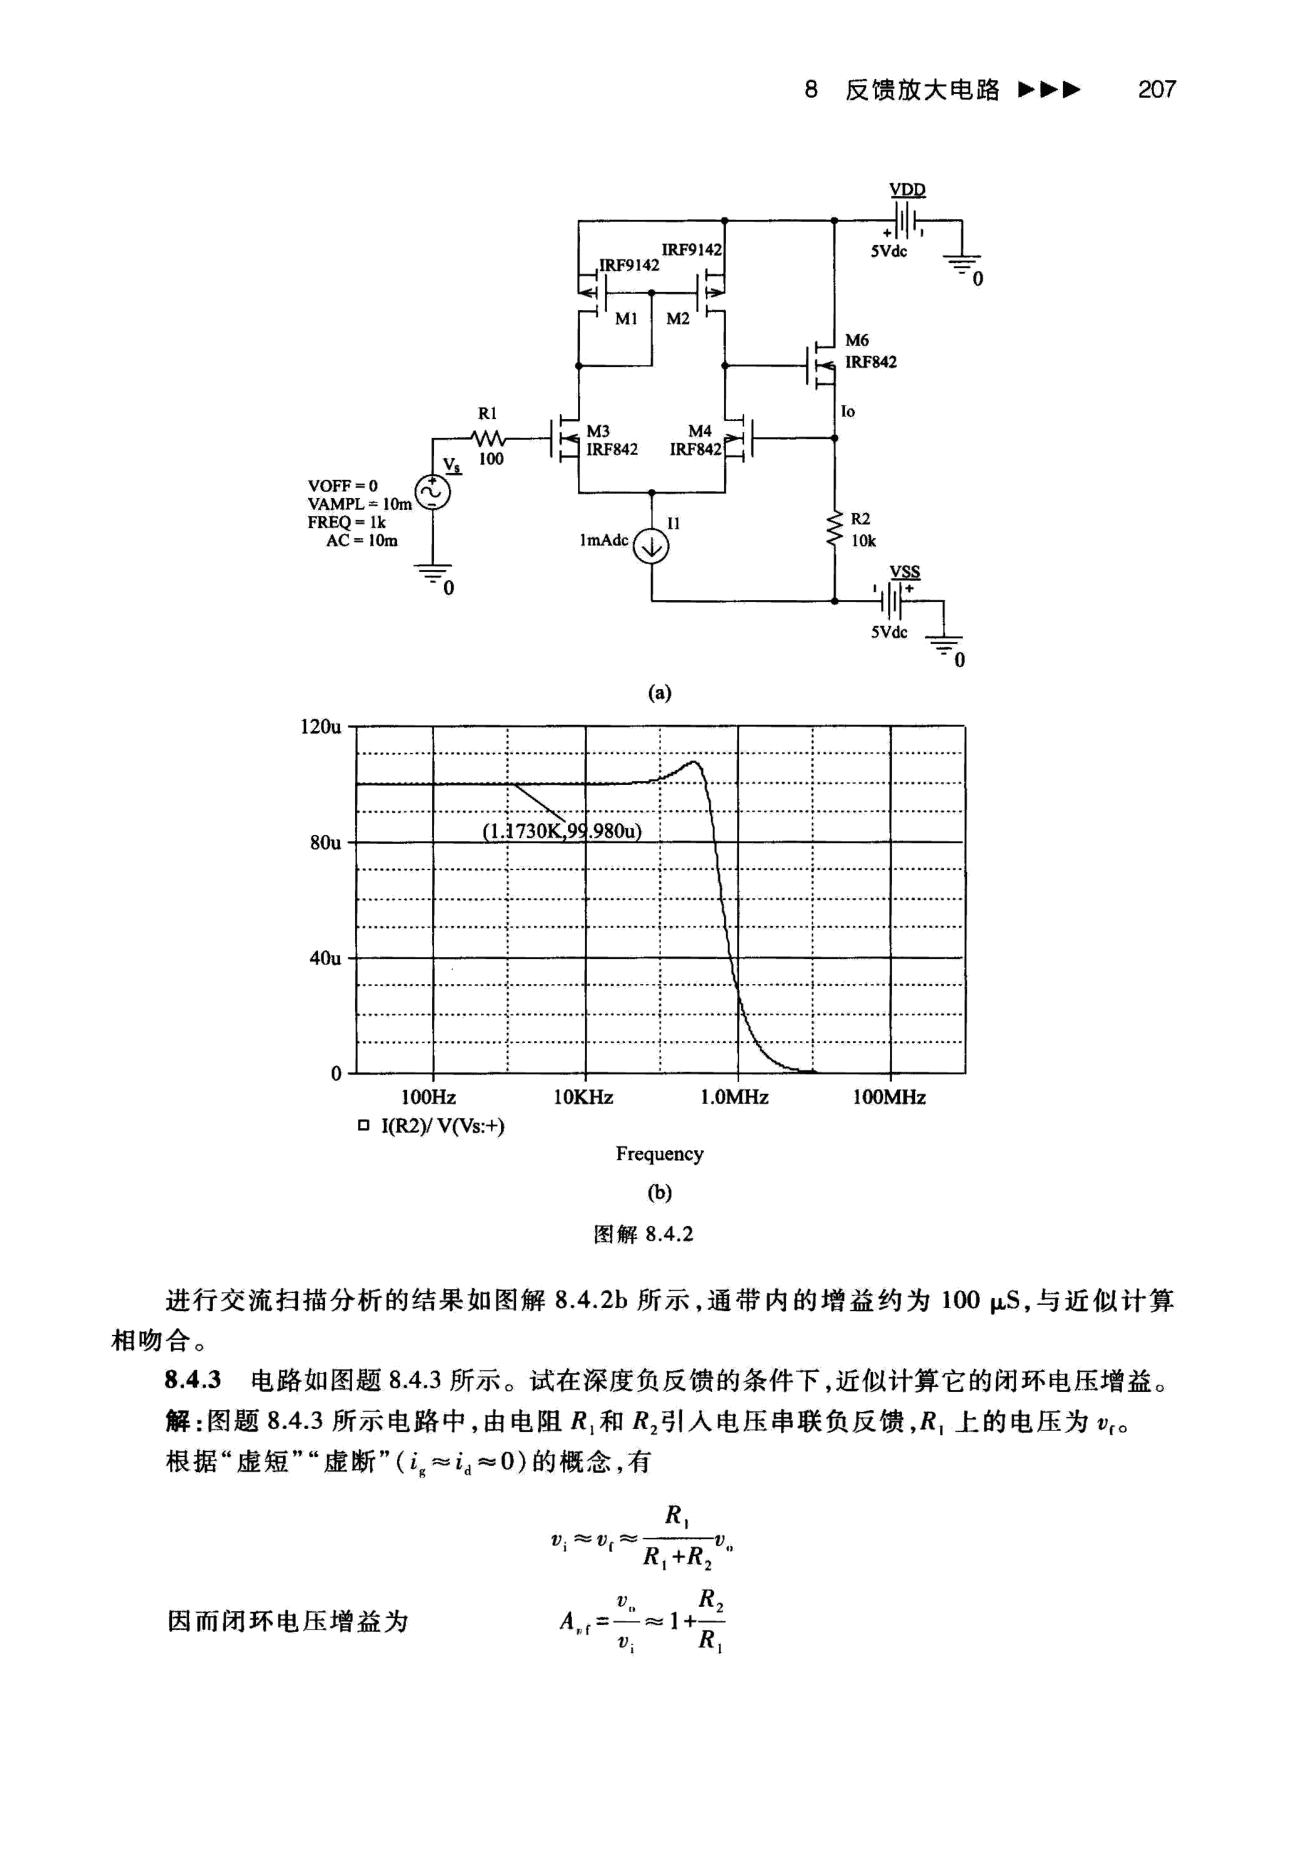 8 反馈放大电路 ▶▶▶ 207
VDD
+ -
5Vdc
0
IRF9142
IRF9142
M1 M2
M6
IRF842
Io
R1
100
M3
IRF842
M4
IRF842
Vs
+
-
VOFF = 0
VAMPL = 10m
FREQ = 1k
AC = 10m
0
I1
1mAdc
R2
10k
VSS
- +
5Vdc
0
(a)
120u
80u
40u
0
(1.1730K,99.980u)
100Hz 10KHz 1.0MHz 100MHz
□ I(R2)/ V(Vs:+)
Frequency
(b)
图解 8.4.2
进行交流扫描分析的结果如图解 8.4.2b 所示,通带内的增益约为 100 μS,与近似计算
相吻合。
8.4.3 电路如图题 8.4.3 所示。试在深度负反馈的条件下,近似计算它的闭环电压增益。
解:图题 8.4.3 所示电路中,由电阻 R₁和 R₂引入电压串联负反馈,R₁ 上的电压为 v_f。
根据“虚短”“虚断”(i_g≈i_d≈0)的概念,有
v_i≈v_f≈R₁/(R₁+R₂) v_o
因而闭环电压增益为 A_vf=v_o/v_i≈1+R₂/R₁